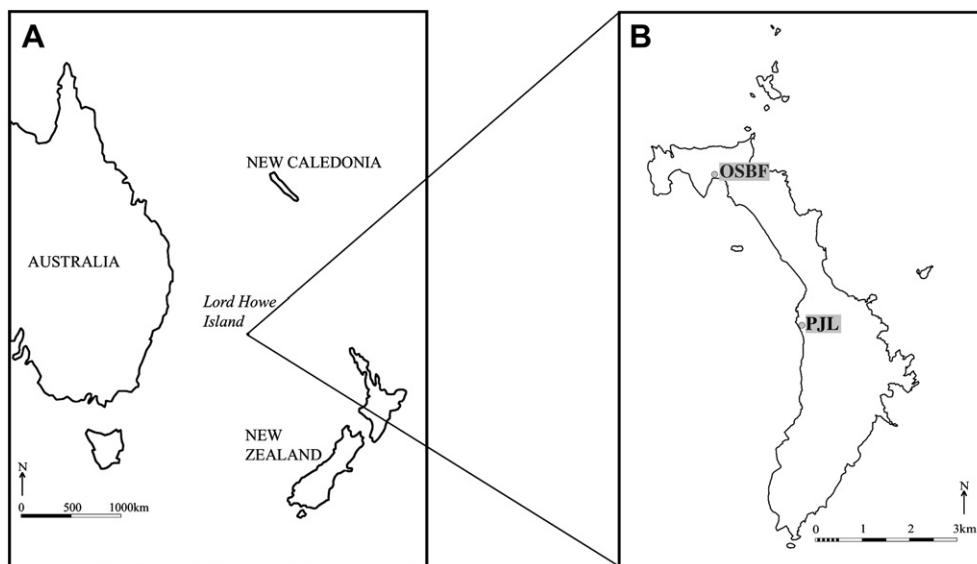 A
NEW CALEDONIA
AUSTRALIA
Lord Howe
Island
NEW
ZEALAND
N
0 500 1000km
B
OSBF
PJL
N
0 1 2 3km